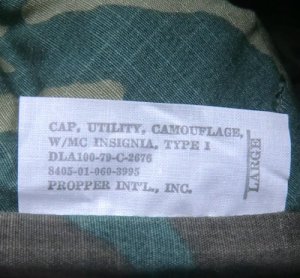 CAP, UTILITY, CAMOUFLAGE,
W/MC INSIGNIA, TYPE I
DLA100-79-C-2676
8405-01-060-3995
PROPPER INT'L., INC.
LARGE